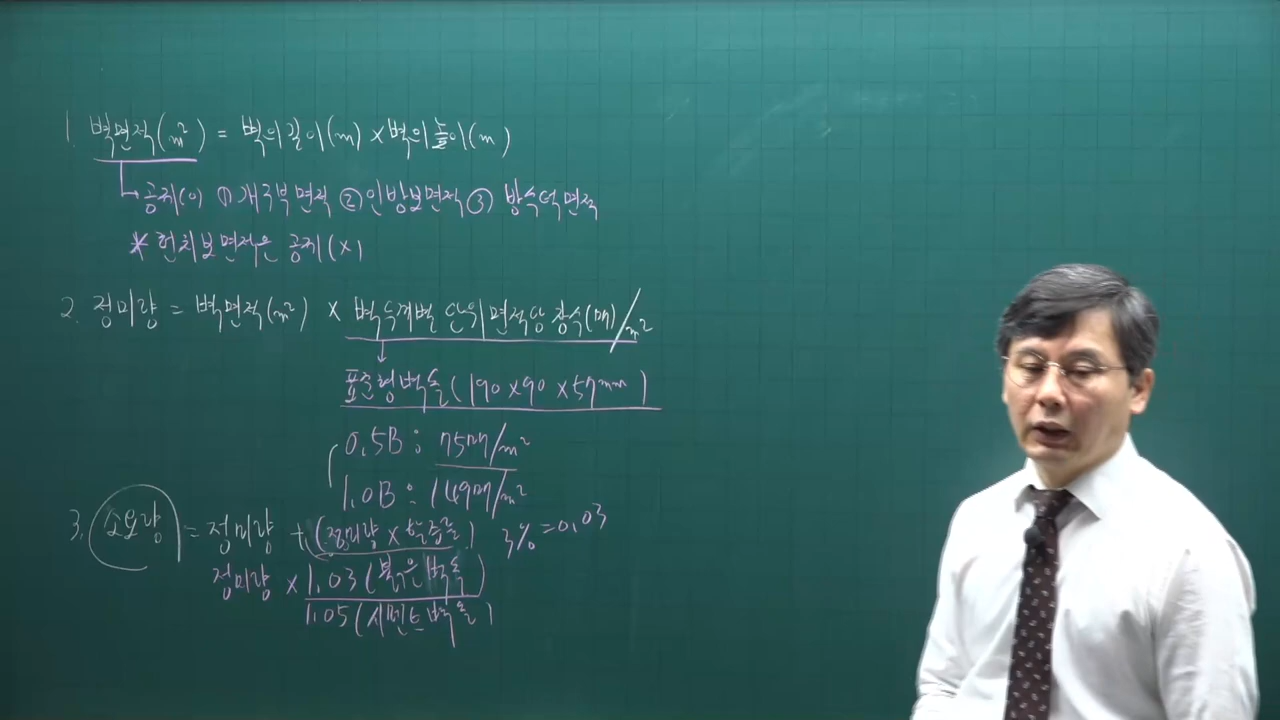 1. 벽면적(m²) = 벽의길이(m) × 벽의높이(m)
공제(O) ① 개구부면적 ② 인방보면적 ③ 방수턱면적
* 헌치보면적은 공제(×)
2. 정미량 = 벽면적(m²) × 벽두께별 단위면적당 장수(매)/m²
표준형벽돌(190×90×57mm)
0.5B : 75매/m²
1.0B : 149매/m²
3. 소요량 = 정미량 + (정미량×할증률) 3%=0.03
정미량 × 1.03(붉은벽돌)
1.05(시멘트벽돌)